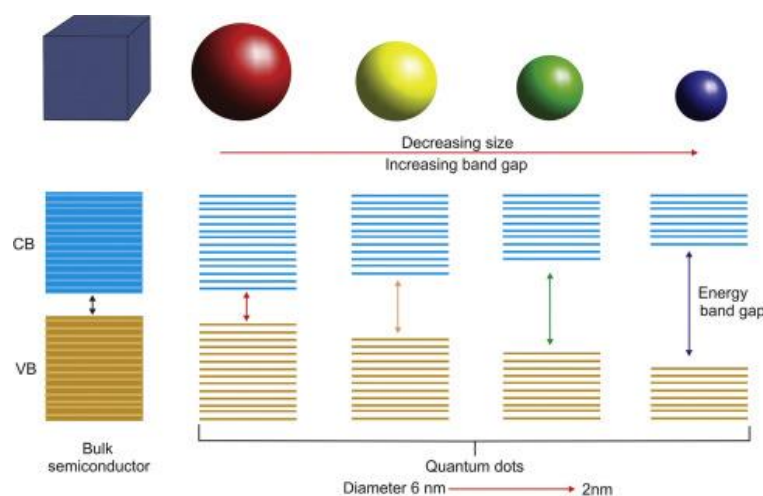 Decreasing size
Increasing band gap
CB
Energy
band gap
VB
Bulk
semiconductor
Quantum dots
Diameter 6 nm 2nm